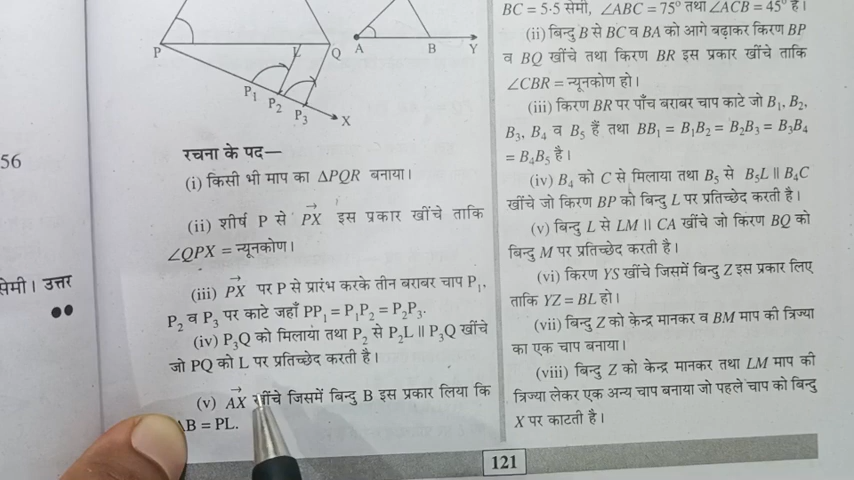 P
L
Q
A
B
Y
P₁
P₂
P₃
X
56
सेमी। उत्तर
रचना के पद—
(i) किसी भी माप का ΔPQR बनाया।
(ii) शीर्ष P से PX→ इस प्रकार खींचे ताकि
∠QPX = न्यूनकोण।
(iii) PX→ पर P से प्रारंभ करके तीन बराबर चाप P₁,
P₂ व P₃ पर काटे जहाँ PP₁ = P₁P₂ = P₂P₃.
(iv) P₃Q को मिलाया तथा P₂ से P₂L || P₃Q खींचे
जो PQ को L पर प्रतिच्छेद करती है।
(v) AX→ खींचे जिसमें बिन्दु B इस प्रकार लिया कि
AB = PL.
BC = 5·5 सेमी, ∠ABC = 75° तथा ∠ACB = 45° है।
(ii) बिन्दु B से BC व BA को आगे बढ़ाकर किरण BP
व BQ खींचे तथा किरण BR इस प्रकार खींचे ताकि
∠CBR = न्यूनकोण हो।
(iii) किरण BR पर पाँच बराबर चाप काटे जो B₁, B₂,
B₃, B₄ व B₅ हैं तथा BB₁ = B₁B₂ = B₂B₃ = B₃B₄
= B₄B₅ है।
(iv) B₄ को C से मिलाया तथा B₅ से B₅L || B₄C
खींचे जो किरण BP को बिन्दु L पर प्रतिच्छेद करती है।
(v) बिन्दु L से LM || CA खींचे जो किरण BQ को
बिन्दु M पर प्रतिच्छेद करती है।
(vi) किरण YS खींचे जिसमें बिन्दु Z इस प्रकार लिए
ताकि YZ = BL हो।
(vii) बिन्दु Z को केन्द्र मानकर व BM माप की त्रिज्या
का एक चाप बनाया।
(viii) बिन्दु Z को केन्द्र मानकर तथा LM माप की
त्रिज्या लेकर एक अन्य चाप बनाया जो पहले चाप को बिन्दु
X पर काटती है।
121